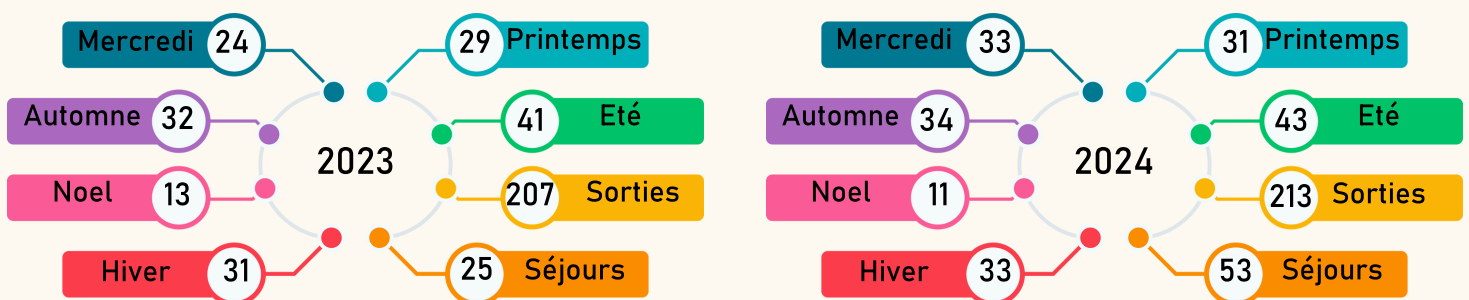 Mercredi 24
29 Printemps
Automne 32
41 Eté
2023
Noel 13
207 Sorties
Hiver 31
25 Séjours
Mercredi 33
31 Printemps
Automne 34
43 Eté
2024
Noel 11
213 Sorties
Hiver 33
53 Séjours